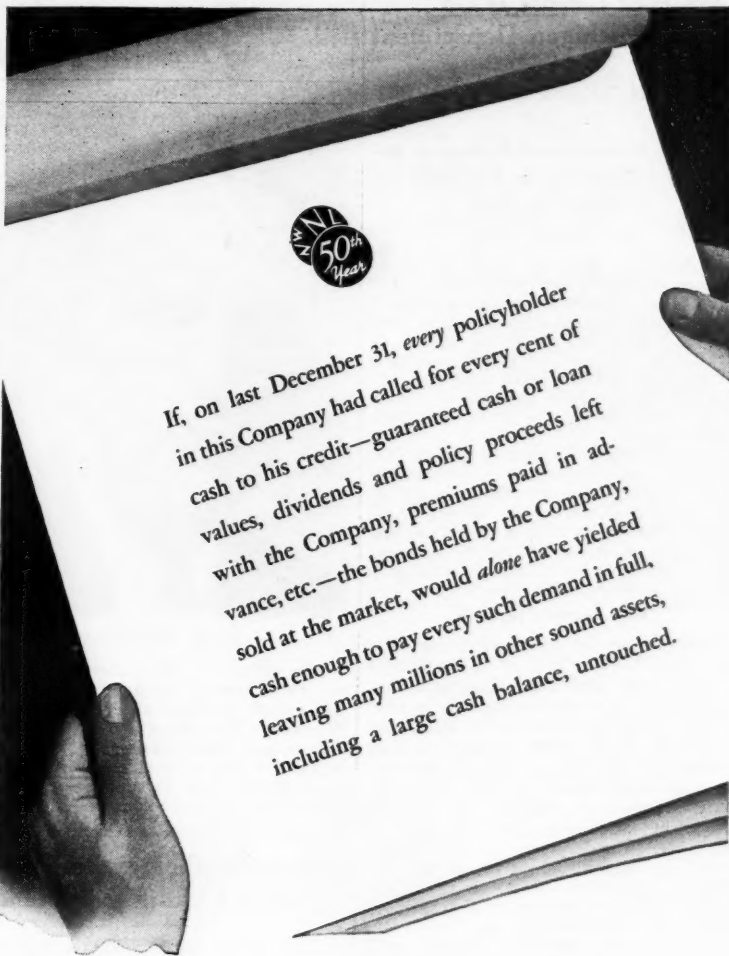 NWNL
50th
Year
If, on last December 31, every policyholder
in this Company had called for every cent of
cash to his credit—guaranteed cash or loan
values, dividends and policy proceeds left
with the Company, premiums paid in ad-
vance, etc.—the bonds held by the Company,
sold at the market, would alone have yielded
cash enough to pay every such demand in full,
leaving many millions in other sound assets,
including a large cash balance, untouched.